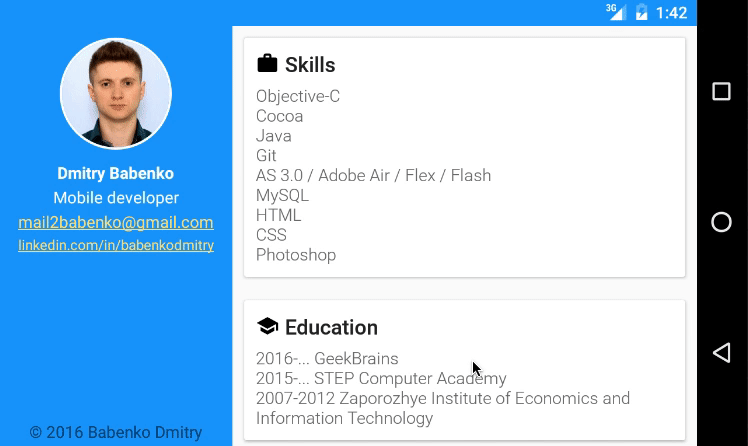 3G 1:42
Dmitry Babenko
Mobile developer
mail2babenko@gmail.com
linkedin.com/in/babenkodmitry
© 2016 Babenko Dmitry
Skills
Objective-C
Cocoa
Java
Git
AS 3.0 / Adobe Air / Flex / Flash
MySQL
HTML
CSS
Photoshop
Education
2016-... GeekBrains
2015-... STEP Computer Academy
2007-2012 Zaporozhye Institute of Economics and
Information Technology